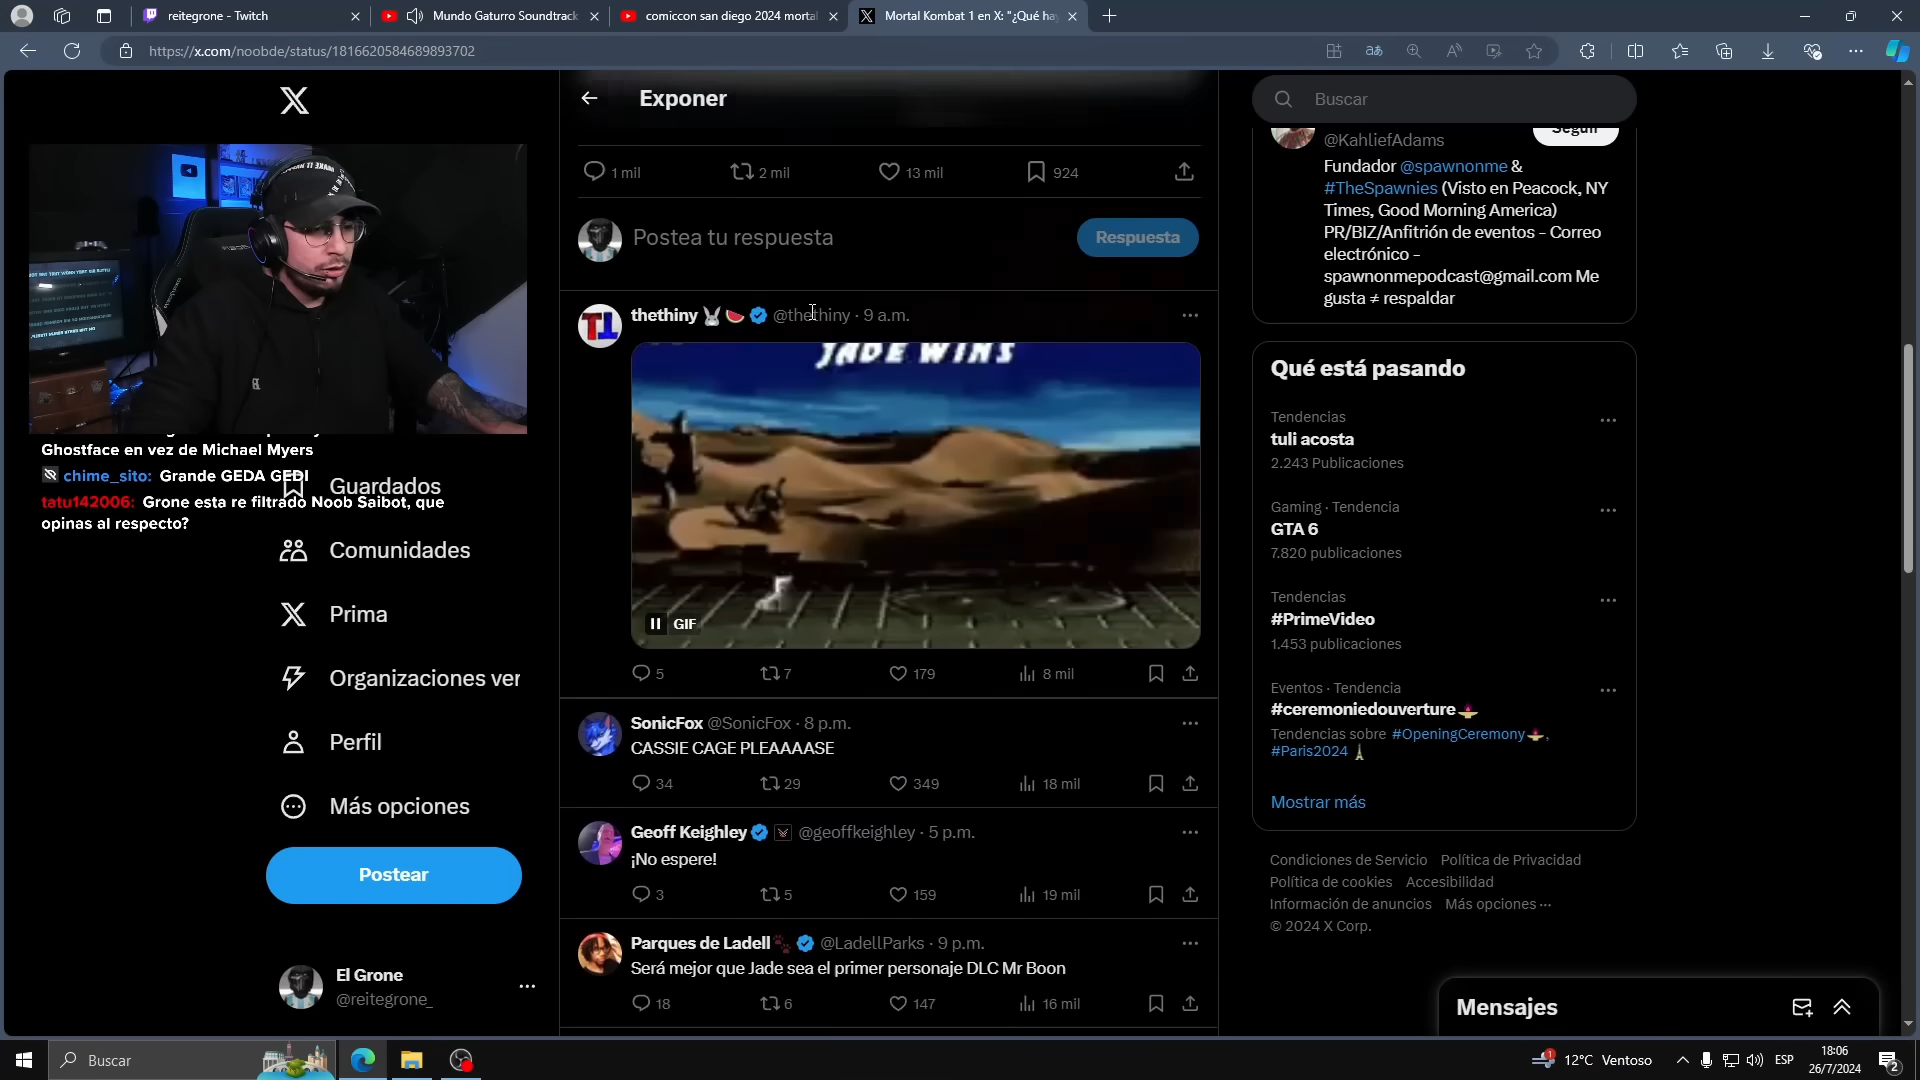 reitegrone - Twitch
Mundo Gaturro Soundtrack
comiccon san diego 2024 mortal
Mortal Kombat 1 en X: "¿Qué hay
https://x.com/noobde/status/1816620584689893702
Exponer
1 mil
2 mil
13 mil
924
Postea tu respuesta
Respuesta
thethiny @thethiny · 9 a.m.
JADE WINS
GIF
5
7
179
8 mil
SonicFox @SonicFox · 8 p.m.
CASSIE CAGE PLEAAAASE
34
29
349
18 mil
Geoff Keighley @geoffkeighley · 5 p.m.
¡No espere!
3
5
159
19 mil
Parques de Ladell @LadellParks · 9 p.m.
Será mejor que Jade sea el primer personaje DLC Mr Boon
18
6
147
16 mil
Ghostface en vez de Michael Myers
chime_sito: Grande GEDA GEDI
tatu142006: Grone esta re filtrado Noob Saibot, que
opinas al respecto?
Guardados
Comunidades
Prima
Organizaciones ver
Perfil
Más opciones
Postear
El Grone
@reitegrone_
Buscar
@KahliefAdams
Seguir
Fundador @spawnonme &
#TheSpawnies (Visto en Peacock, NY
Times, Good Morning America)
PR/BIZ/Anfitrión de eventos - Correo
electrónico -
spawnonmepodcast@gmail.com Me
gusta ≠ respaldar
Qué está pasando
Tendencias
tuli acosta
2.243 Publicaciones
Gaming · Tendencia
GTA 6
7.820 publicaciones
Tendencias
#PrimeVideo
1.453 publicaciones
Eventos · Tendencia
#ceremoniedouverture
Tendencias sobre #OpeningCeremony,
#Paris2024
Mostrar más
Condiciones de Servicio Política de Privacidad
Política de cookies Accesibilidad
Información de anuncios Más opciones ···
© 2024 X Corp.
Mensajes
Buscar
12°C Ventoso
ESP
18:06
26/7/2024
2